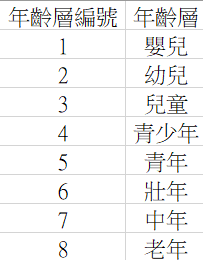 年齡層編號 年齡層
1 嬰兒
2 幼兒
3 兒童
4 青少年
5 青年
6 壯年
7 中年
8 老年